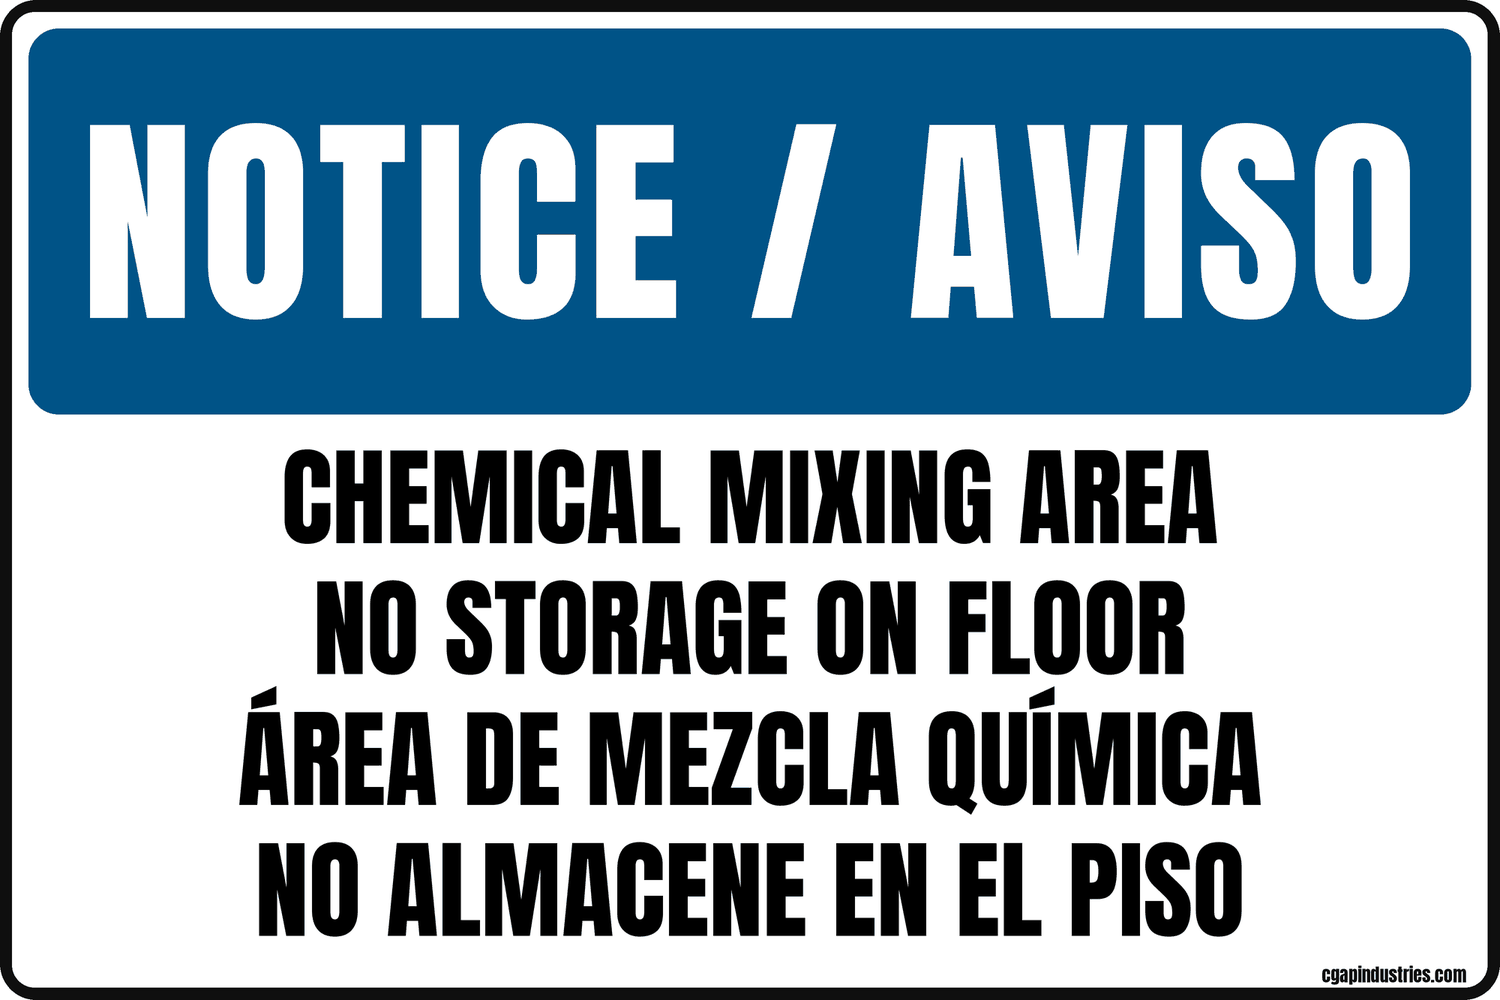 NOTICE / AVISO
CHEMICAL MIXING AREA
NO STORAGE ON FLOOR
ÁREA DE MEZCLA QUÍMICA
NO ALMACENE EN EL PISO
cgapindustries.com